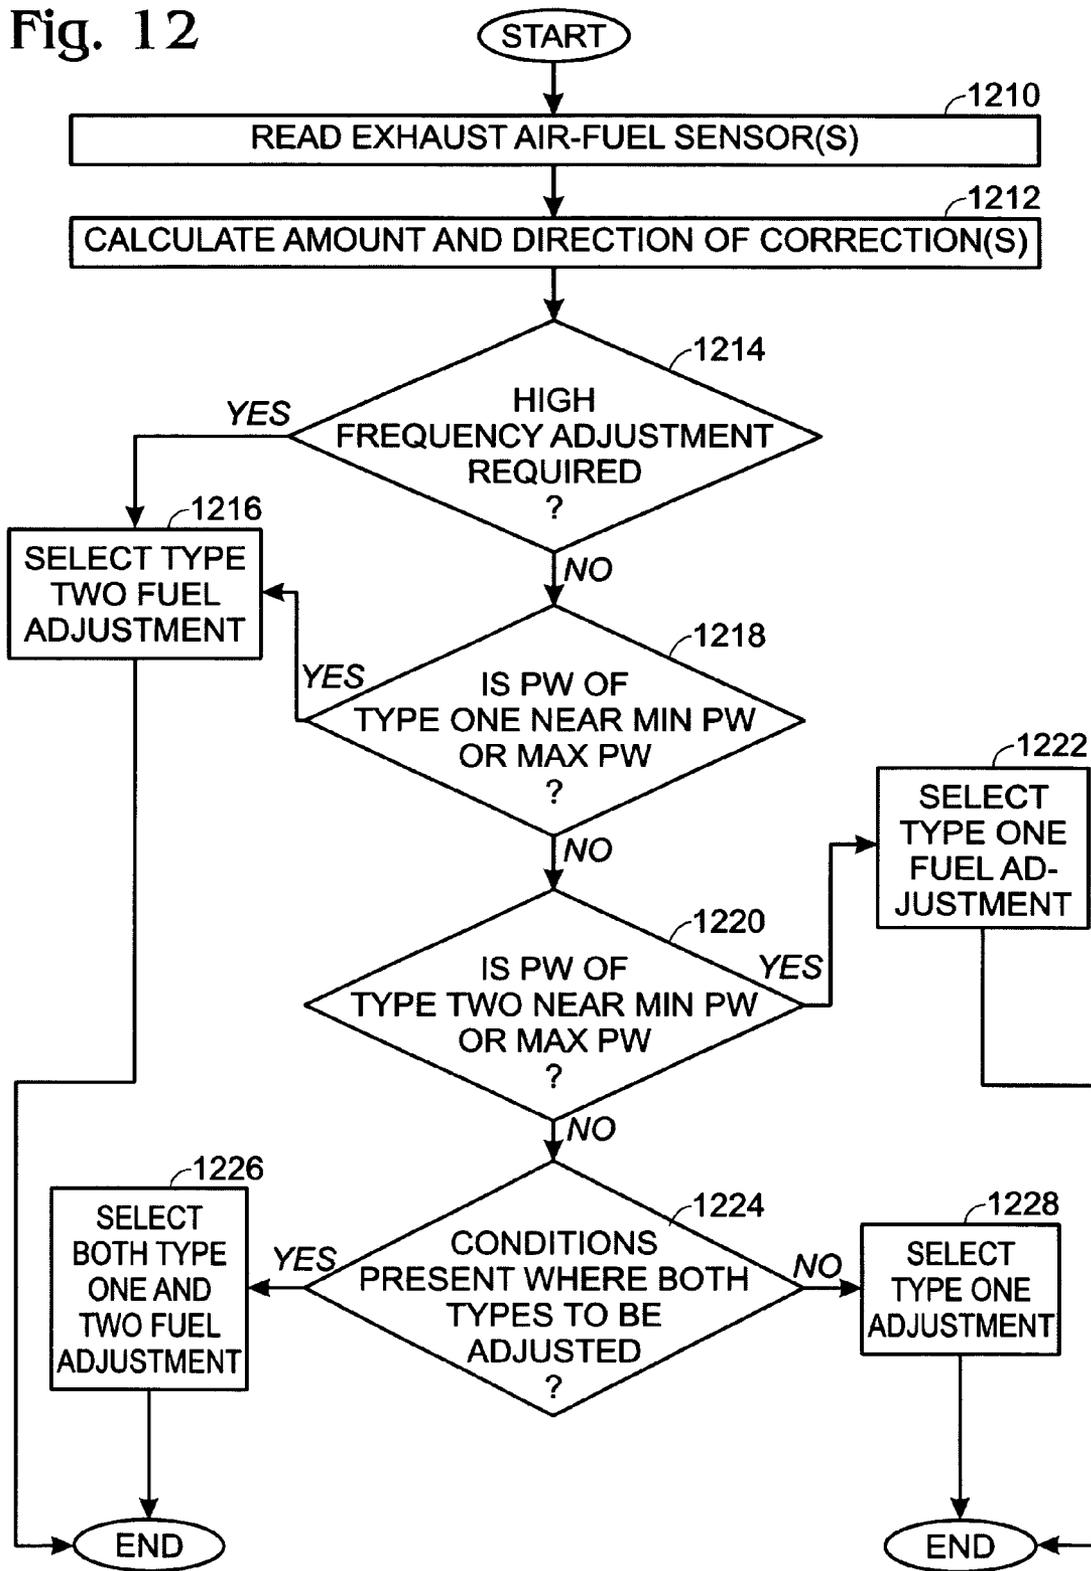 Fig. 12
START
1210
READ EXHAUST AIR-FUEL SENSOR(S)
1212
CALCULATE AMOUNT AND DIRECTION OF CORRECTION(S)
1214
HIGH
FREQUENCY ADJUSTMENT
REQUIRED
?
YES
NO
1216
SELECT TYPE
TWO FUEL
ADJUSTMENT
1218
IS PW OF
TYPE ONE NEAR MIN PW
OR MAX PW
?
YES
NO
1220
IS PW OF
TYPE TWO NEAR MIN PW
OR MAX PW
?
YES
NO
1222
SELECT
TYPE ONE
FUEL AD-
JUSTMENT
1224
CONDITIONS
PRESENT WHERE BOTH
TYPES TO BE
ADJUSTED
?
YES
NO
1226
SELECT
BOTH TYPE
ONE AND
TWO FUEL
ADJUSTMENT
1228
SELECT
TYPE ONE
ADJUSTMENT
END
END